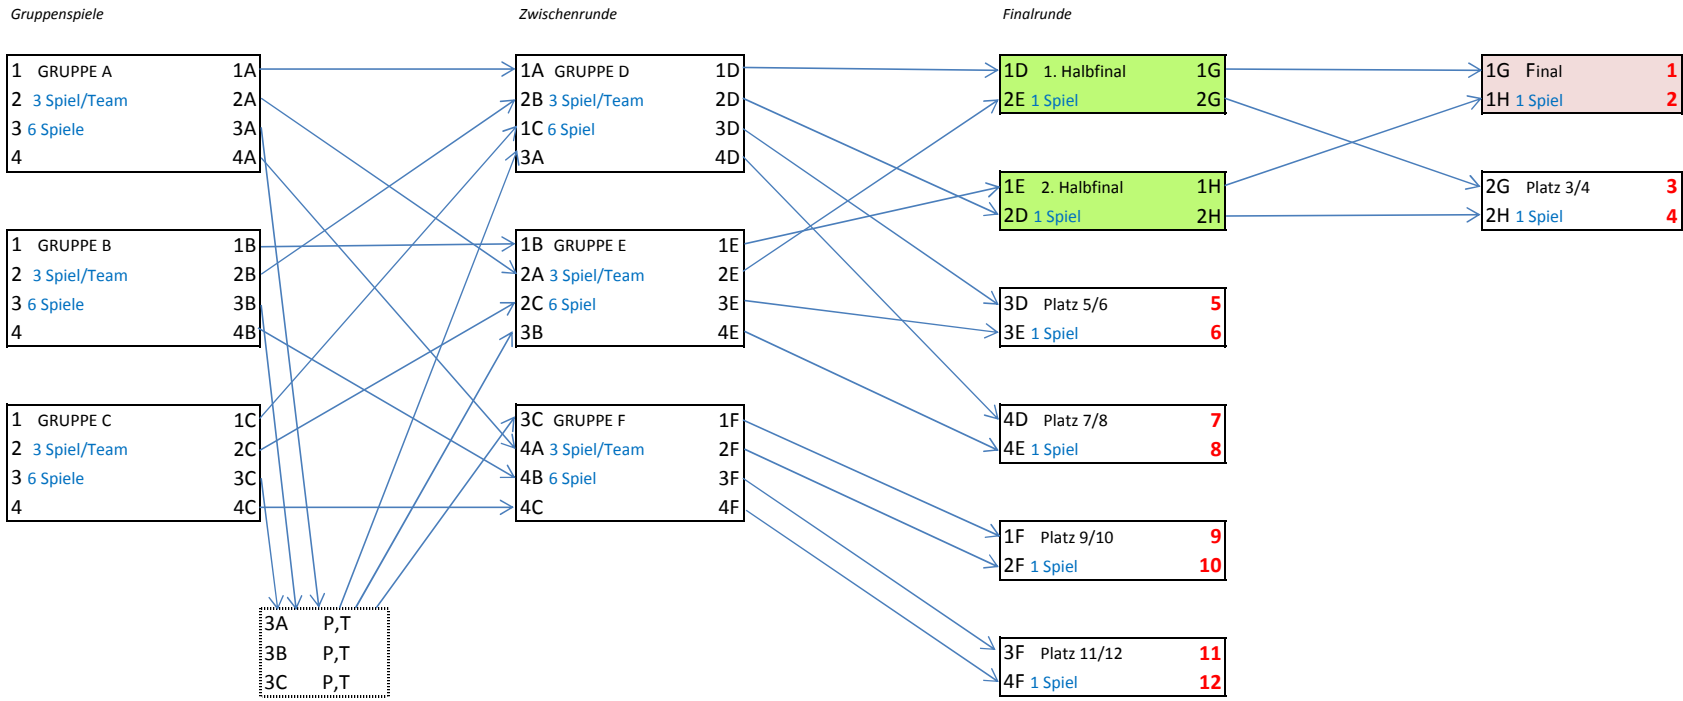 Gruppenspiele
1 GRUPPE A 1A
2 3 Spiel/Team 2A
3 6 Spiele 3A
4 4A
1 GRUPPE B 1B
2 3 Spiel/Team 2B
3 6 Spiele 3B
4 4B
1 GRUPPE C 1C
2 3 Spiel/Team 2C
3 6 Spiele 3C
4 4C
3A P,T
3B P,T
3C P,T
Zwischenrunde
1A GRUPPE D 1D
2B 3 Spiel/Team 2D
1C 6 Spiel 3D
3A 4D
1B GRUPPE E 1E
2A 3 Spiel/Team 2E
2C 6 Spiel 3E
3B 4E
3C GRUPPE F 1F
4A 3 Spiel/Team 2F
4B 6 Spiel 3F
4C 4F
Finalrunde
1D 1. Halbfinal 1G
2E 1 Spiel 2G
1E 2. Halbfinal 1H
2D 1 Spiel 2H
3D Platz 5/6 5
3E 1 Spiel 6
4D Platz 7/8 7
4E 1 Spiel 8
1F Platz 9/10 9
2F 1 Spiel 10
3F Platz 11/12 11
4F 1 Spiel 12
1G Final 1
1H 1 Spiel 2
2G Platz 3/4 3
2H 1 Spiel 4